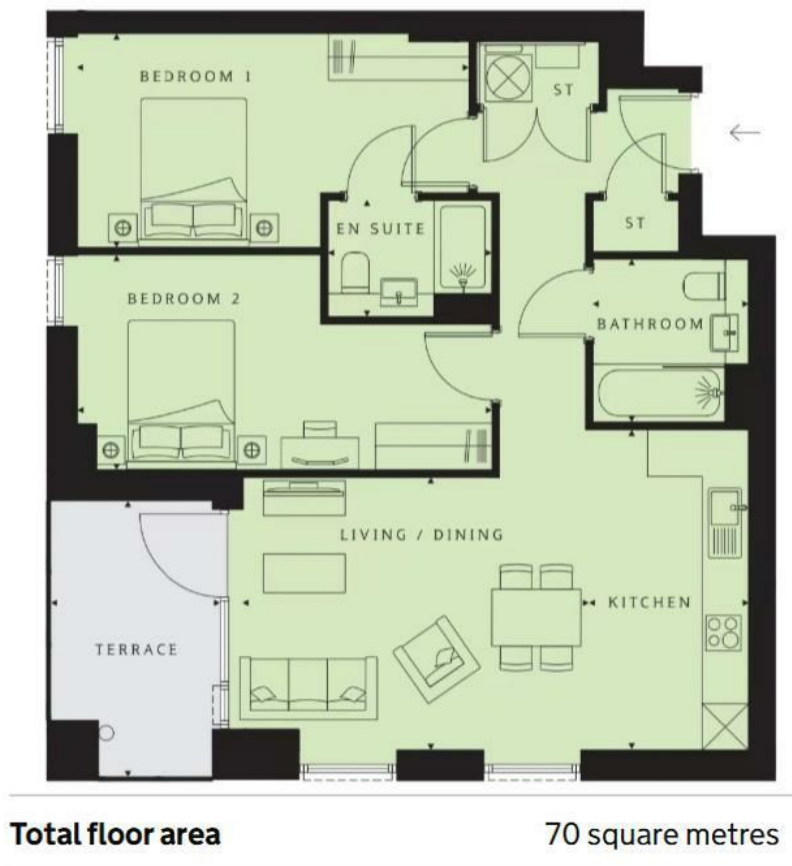 BEDROOM 1
ST
EN SUITE
ST
BEDROOM 2
BATHROOM
LIVING / DINING
KITCHEN
TERRACE
Total floor area 70 square metres